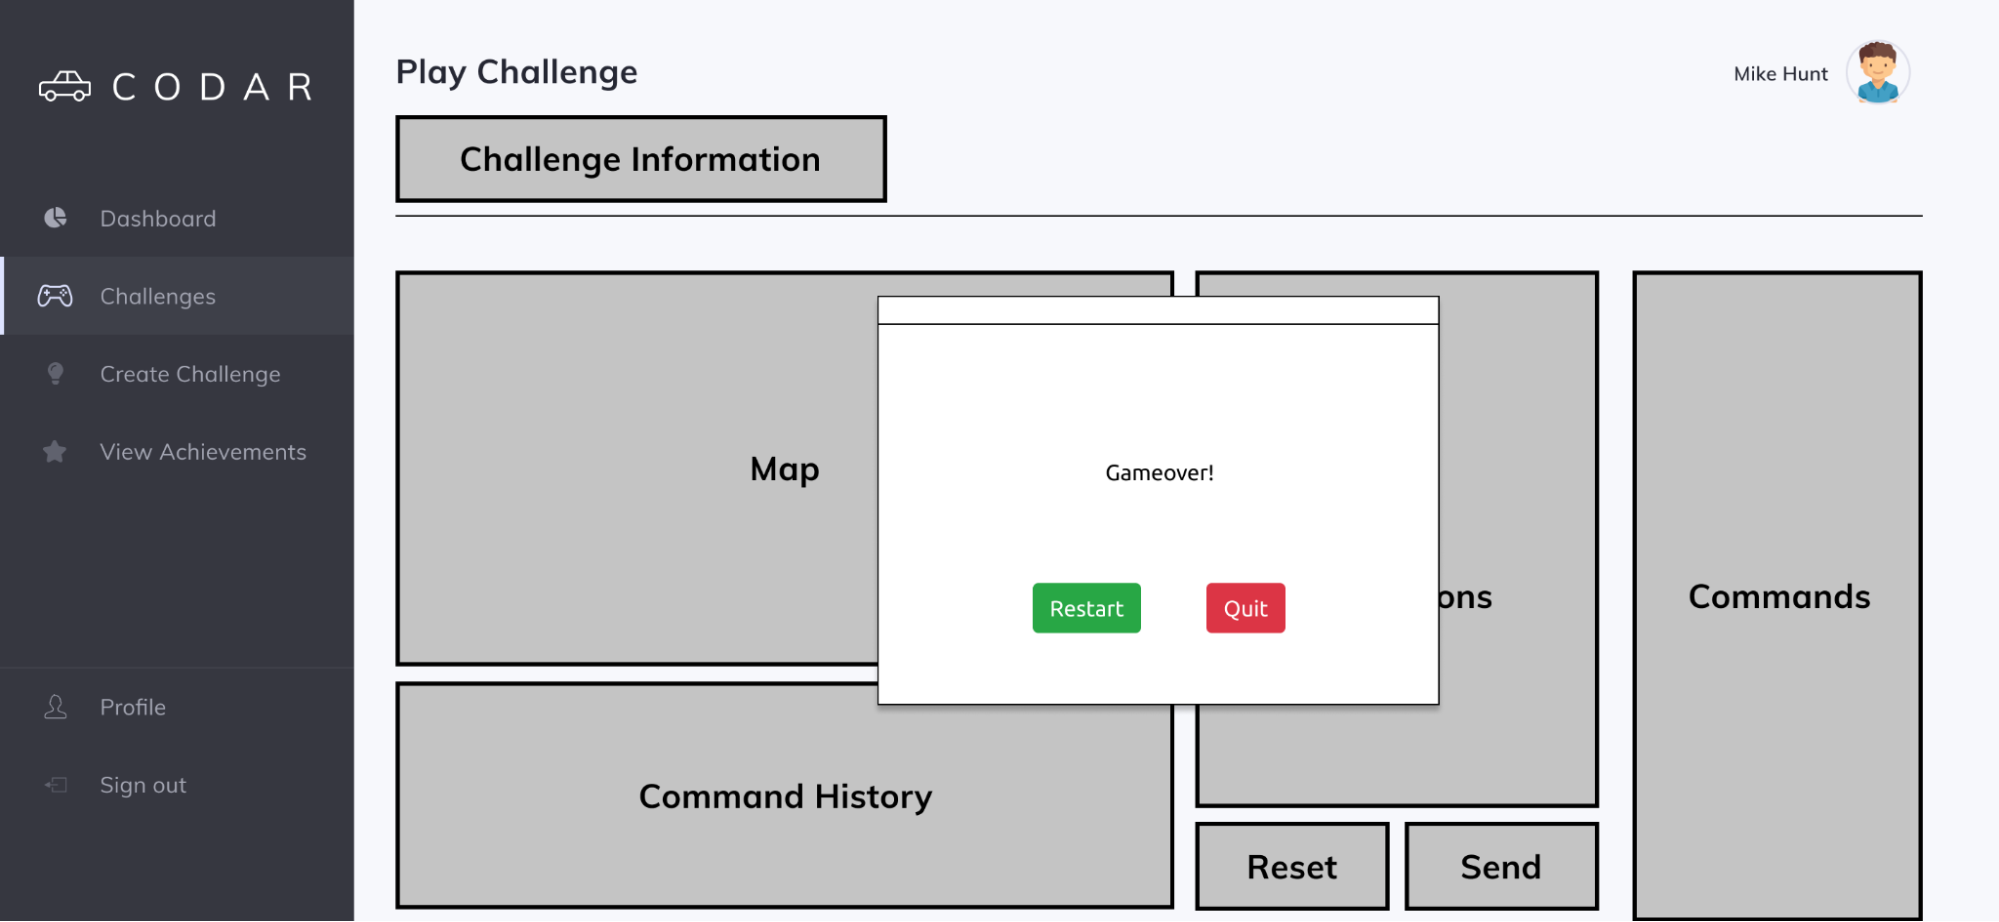 CODAR
Dashboard
Challenges
Create Challenge
View Achievements
Profile
Sign out
Play Challenge
Mike Hunt
Challenge Information
Map
Gameover!
Restart
Quit
ons
Commands
Command History
Reset
Send